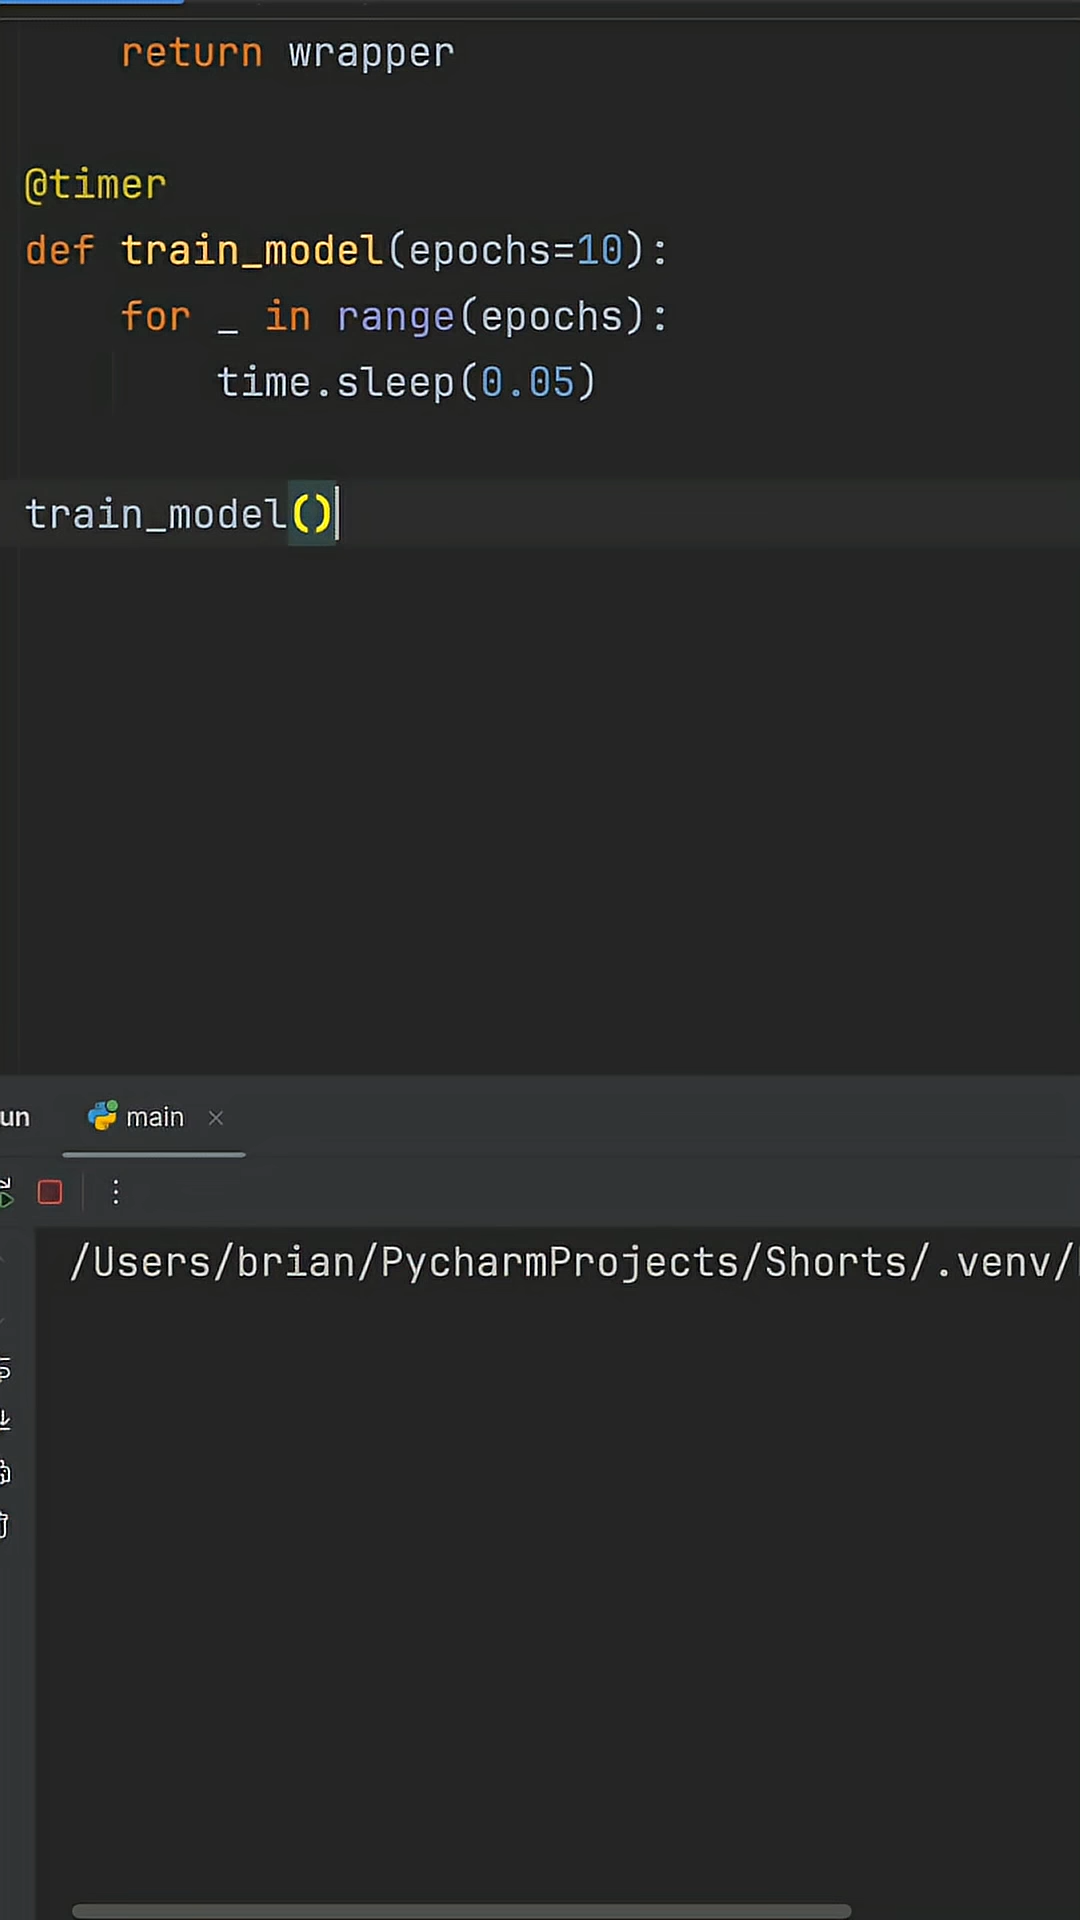 return wrapper

@timer
def train_model(epochs=10):
    for _ in range(epochs):
        time.sleep(0.05)

train_model()
main
/Users/brian/PycharmProjects/Shorts/.venv/